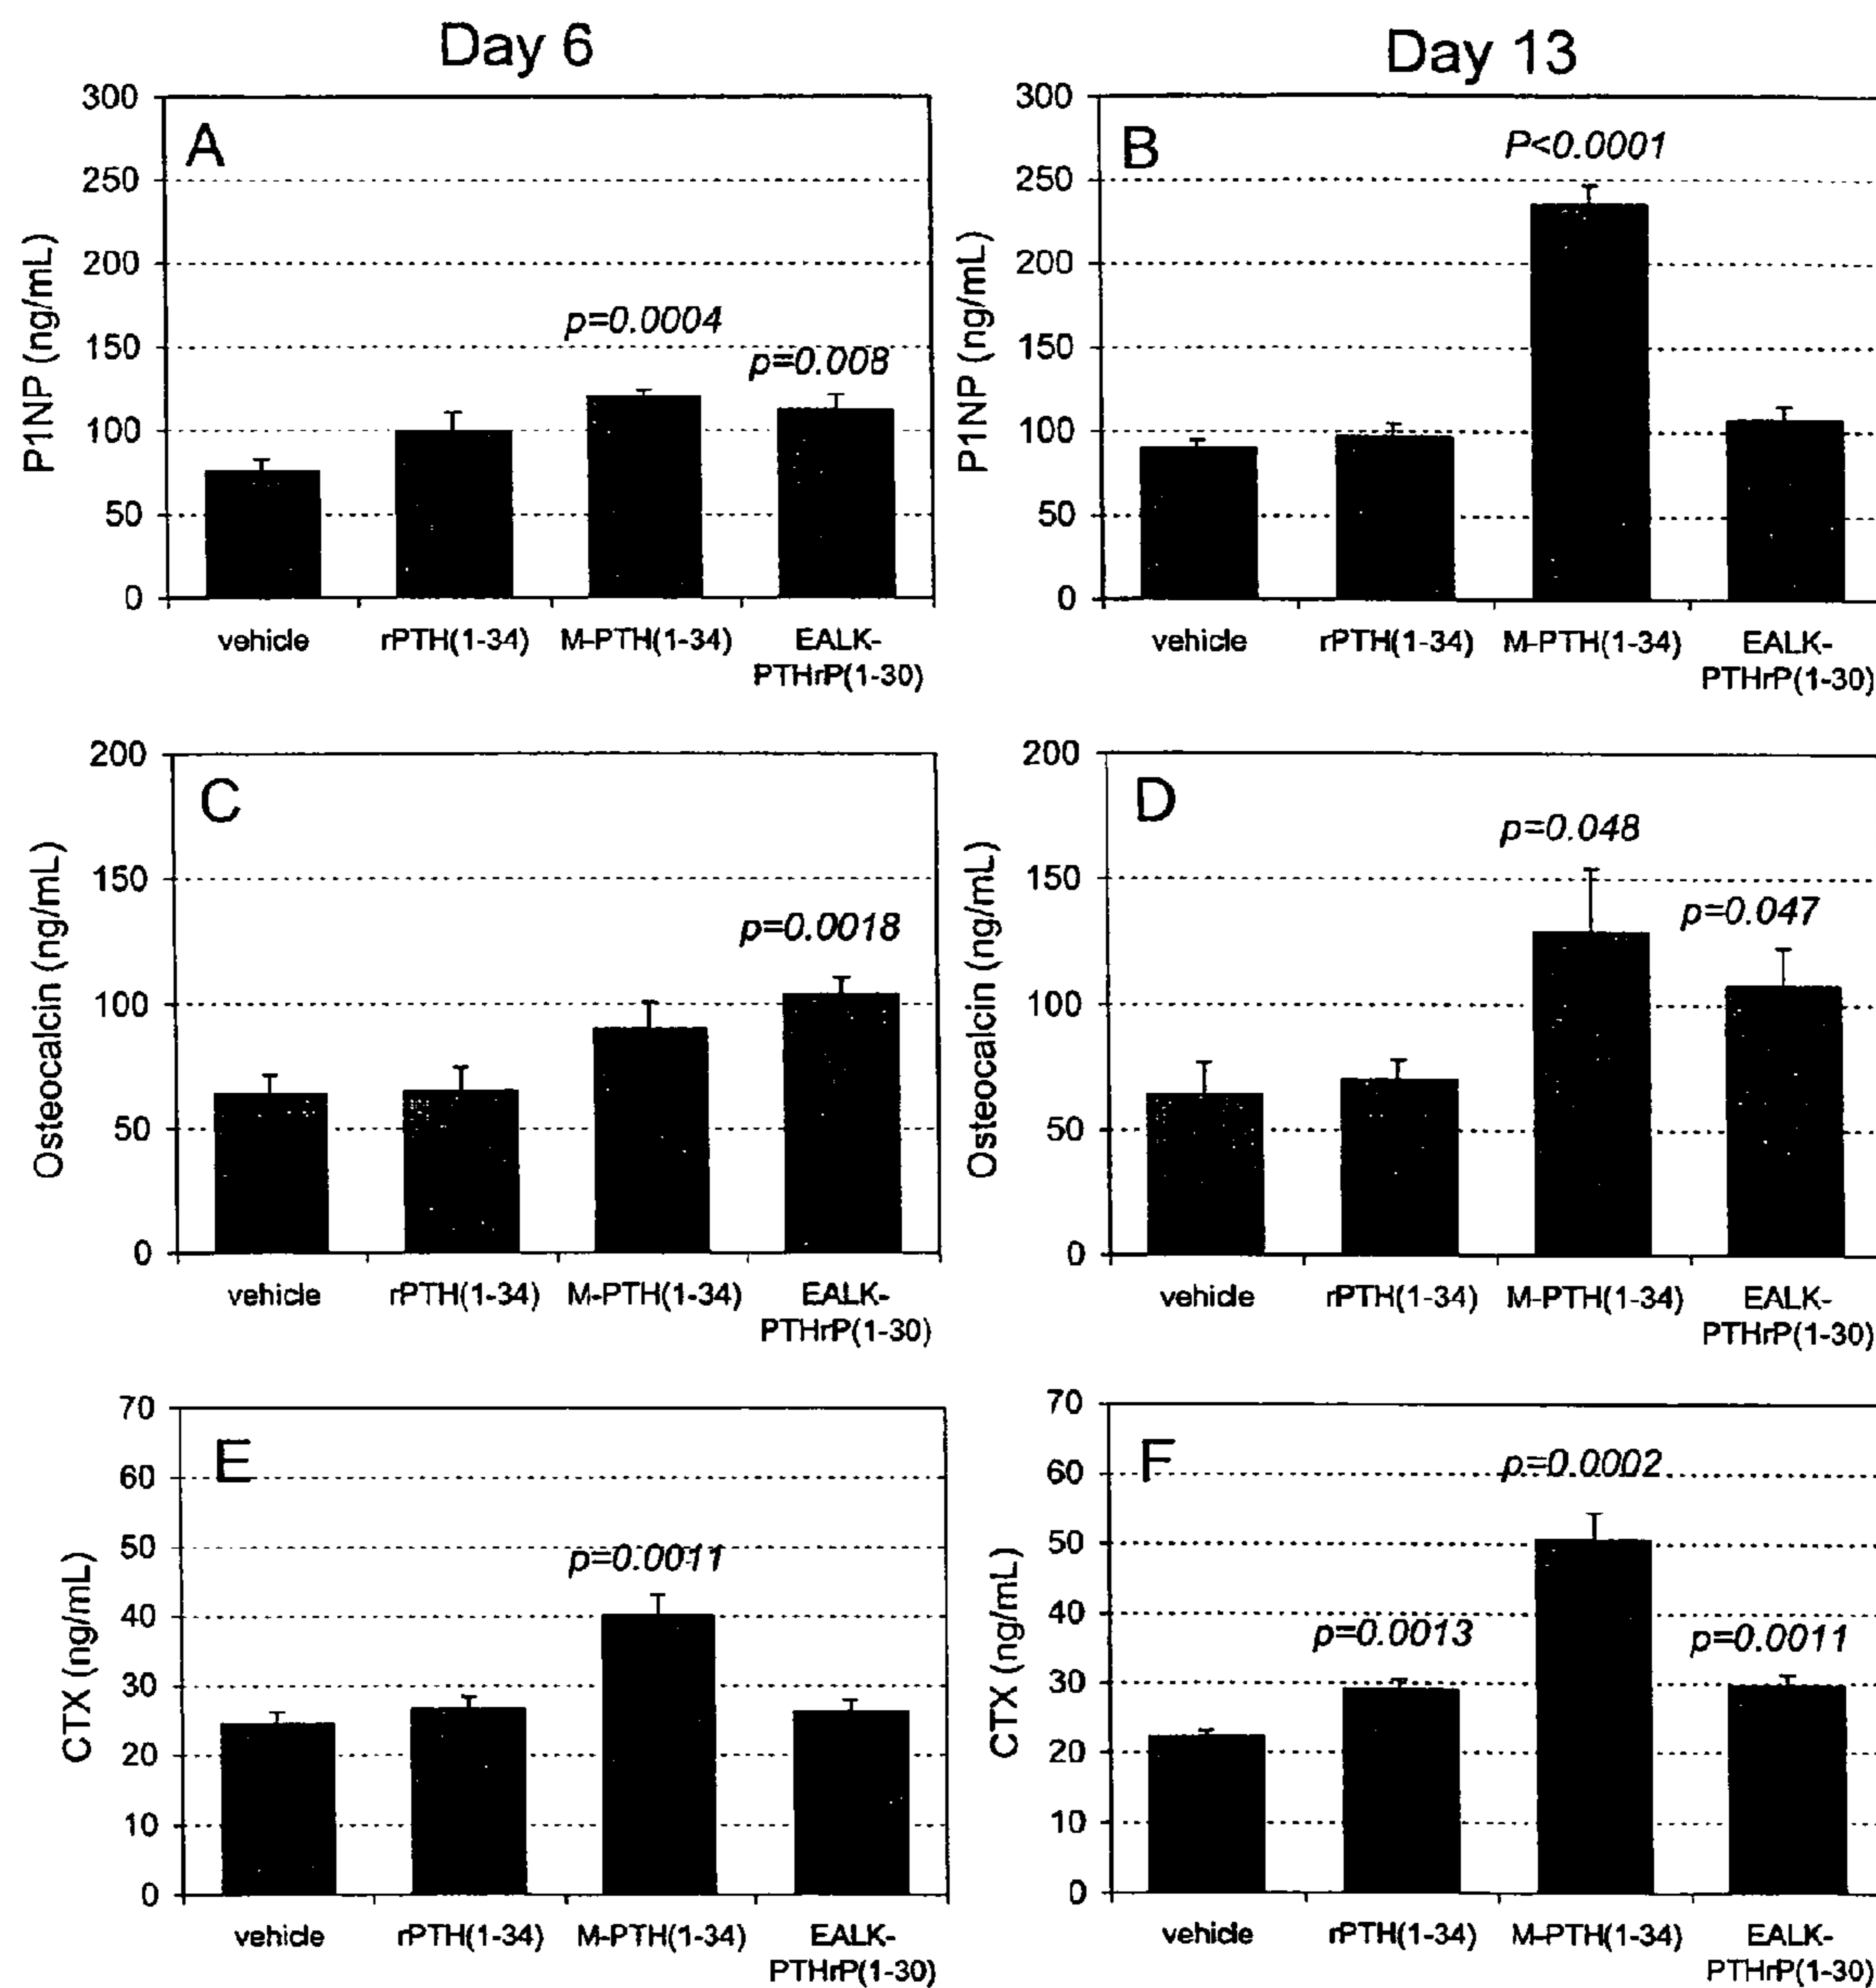 Day 6
Day 13
A
P1NP (ng/mL)
300
250
200
150
100
50
0
p=0.0004
p=0.008
vehicle rPTH(1-34) M-PTH(1-34) EALK-
PTHrP(1-30)
B
P1NP (ng/mL)
300
250
200
150
100
50
0
P<0.0001
vehicle rPTH(1-34) M-PTH(1-34) EALK-
PTHrP(1-30)
C
Osteocalcin (ng/mL)
200
150
100
50
0
p=0.0018
vehicle rPTH(1-34) M-PTH(1-34) EALK-
PTHrP(1-30)
D
Osteocalcin (ng/mL)
200
150
100
50
0
p=0.048
p=0.047
vehicle rPTH(1-34) M-PTH(1-34) EALK-
PTHrP(1-30)
E
CTX (ng/mL)
70
60
50
40
30
20
10
0
p=0.0011
vehicle rPTH(1-34) M-PTH(1-34) EALK-
PTHrP(1-30)
F
CTX (ng/mL)
70
60
50
40
30
20
10
0
p=0.0002
p=0.0013
p=0.0011
vehicle rPTH(1-34) M-PTH(1-34) EALK-
PTHrP(1-30)